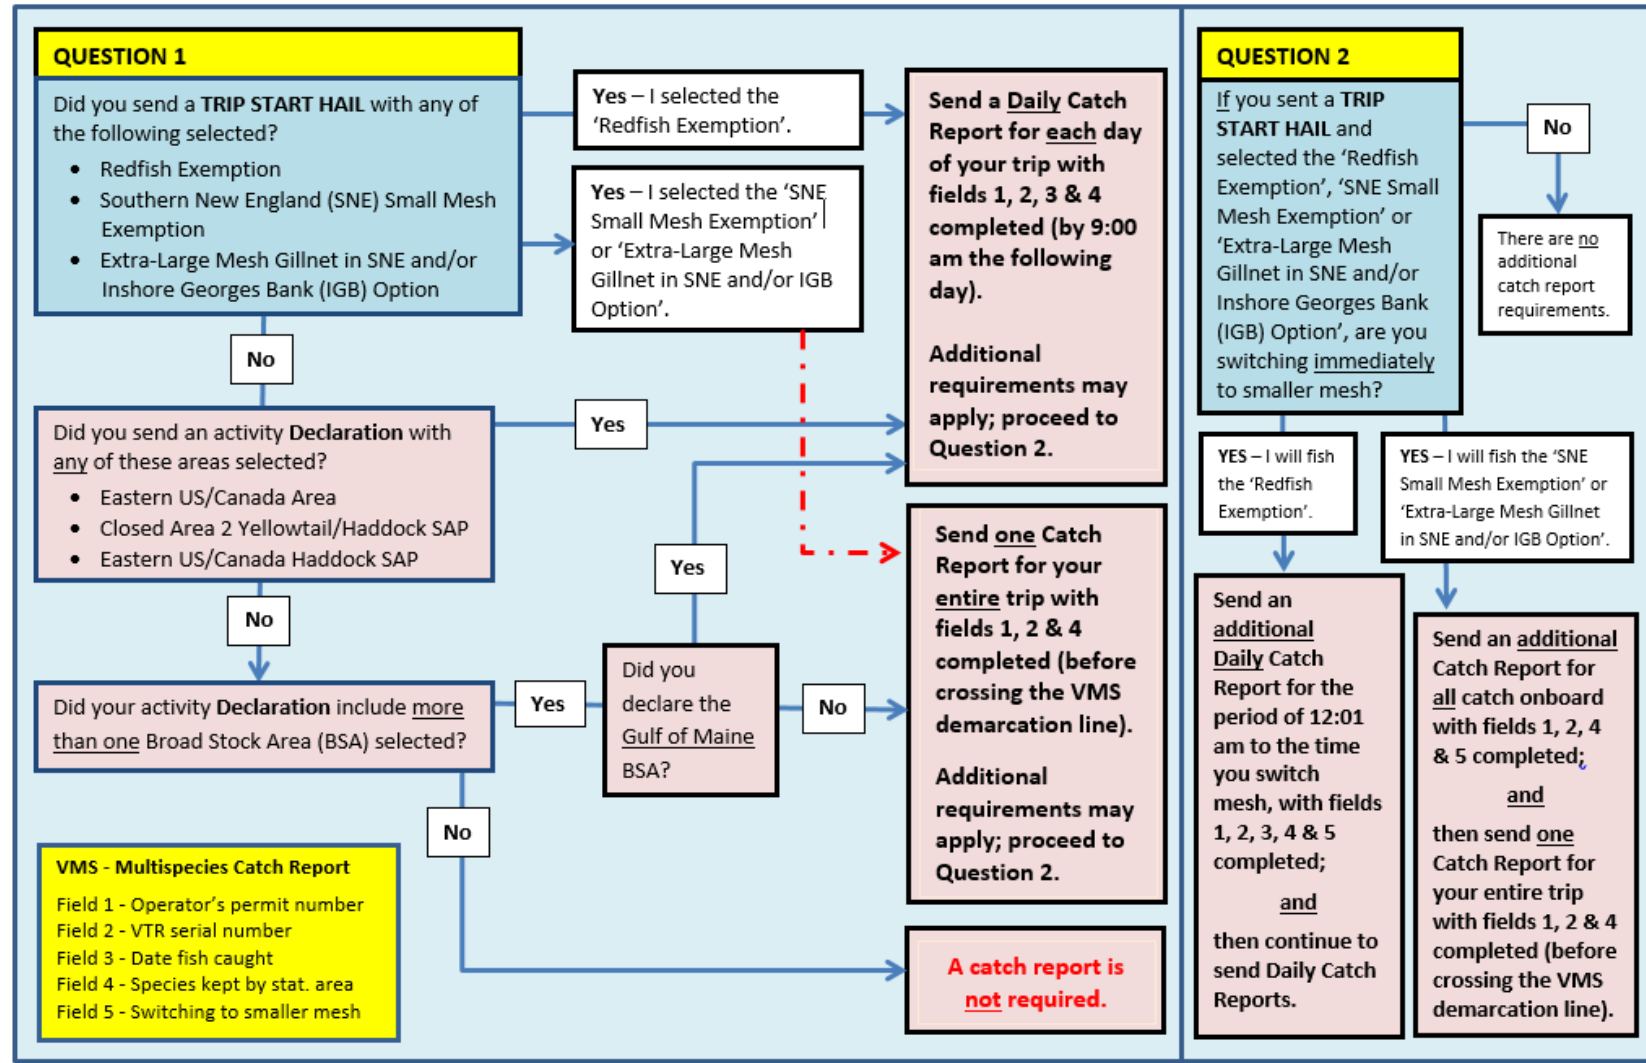 QUESTION 1
Did you send a TRIP START HAIL with any of
the following selected?
• Redfish Exemption
• Southern New England (SNE) Small Mesh
Exemption
• Extra-Large Mesh Gillnet in SNE and/or
Inshore Georges Bank (IGB) Option
Yes – I selected the
‘Redfish Exemption’.
Yes – I selected the ‘SNE
Small Mesh Exemption’
or ‘Extra-Large Mesh
Gillnet in SNE and/or IGB
Option’.
No
Did you send an activity Declaration with
any of these areas selected?
• Eastern US/Canada Area
• Closed Area 2 Yellowtail/Haddock SAP
• Eastern US/Canada Haddock SAP
Yes
No
Did your activity Declaration include more
than one Broad Stock Area (BSA) selected?
Yes
Did you
declare the
Gulf of Maine
BSA?
Yes
No
No
Send a Daily Catch
Report for each day
of your trip with
fields 1, 2, 3 & 4
completed (by 9:00
am the following
day).
Additional
requirements may
apply; proceed to
Question 2.
Send one Catch
Report for your
entire trip with
fields 1, 2 & 4
completed (before
crossing the VMS
demarcation line).
Additional
requirements may
apply; proceed to
Question 2.
A catch report is
not required.
VMS - Multispecies Catch Report
Field 1 - Operator’s permit number
Field 2 - VTR serial number
Field 3 - Date fish caught
Field 4 - Species kept by stat. area
Field 5 - Switching to smaller mesh
QUESTION 2
If you sent a TRIP
START HAIL and
selected the ‘Redfish
Exemption’, ‘SNE Small
Mesh Exemption’ or
‘Extra-Large Mesh
Gillnet in SNE and/or
Inshore Georges Bank
(IGB) Option’, are you
switching immediately
to smaller mesh?
No
There are no
additional
catch report
requirements.
YES – I will fish
the ‘Redfish
Exemption’.
YES – I will fish the ‘SNE
Small Mesh Exemption’ or
‘Extra-Large Mesh Gillnet
in SNE and/or IGB Option’.
Send an
additional
Daily Catch
Report for the
period of 12:01
am to the time
you switch
mesh, with fields
1, 2, 3, 4 & 5
completed;
and
then continue to
send Daily Catch
Reports.
Send an additional
Catch Report for
all catch onboard
with fields 1, 2, 4
& 5 completed;
and
then send one
Catch Report for
your entire trip
with fields 1, 2 & 4
completed (before
crossing the VMS
demarcation line).